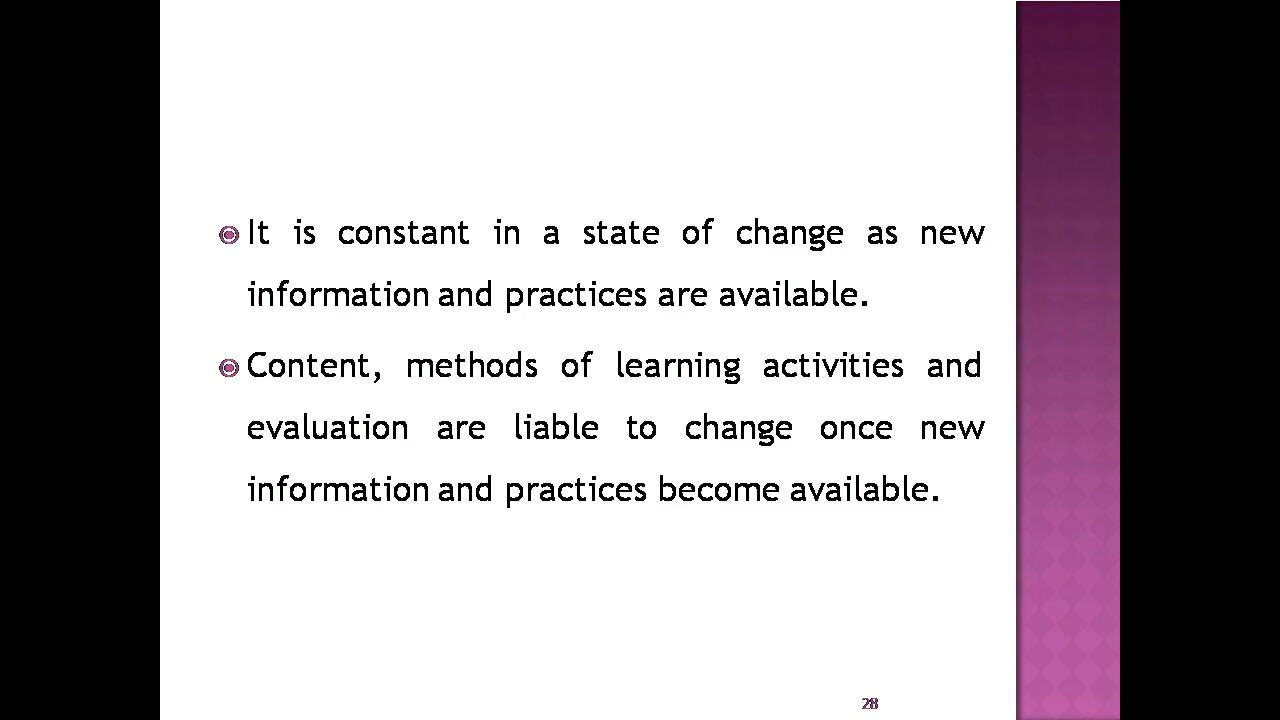 It is constant in a state of change as new
information and practices are available.
Content, methods of learning activities and
evaluation are liable to change once new
information and practices become available.
28